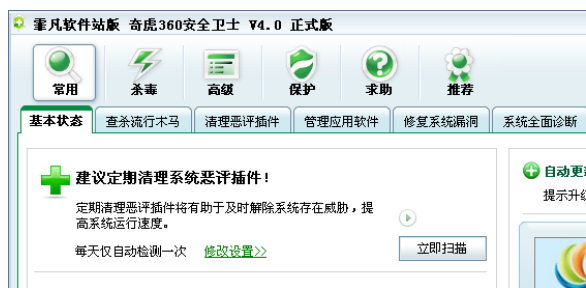 霏凡软件站版 奇虎360安全卫士 V4.0 正式版
常用 杀毒 高级 保护 求助 推荐
基本状态 查杀流行木马 清理恶评插件 管理应用软件 修复系统漏洞 系统全面诊断
建议定期清理系统恶评插件！
定期清理恶评插件将有助于及时解除系统存在威胁，提
高系统运行速度。
每天仅自动检测一次 修改设置>> 立即扫描
自动更
提示升